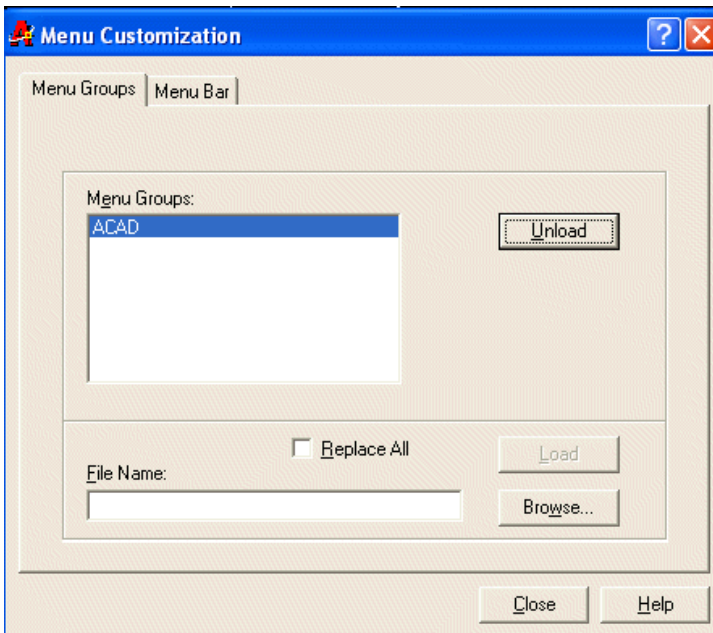 Menu Customization
Menu Groups
Menu Bar
Menu Groups:
ACAD
Unload
Replace All
Load
File Name:
Browse...
Close
Help